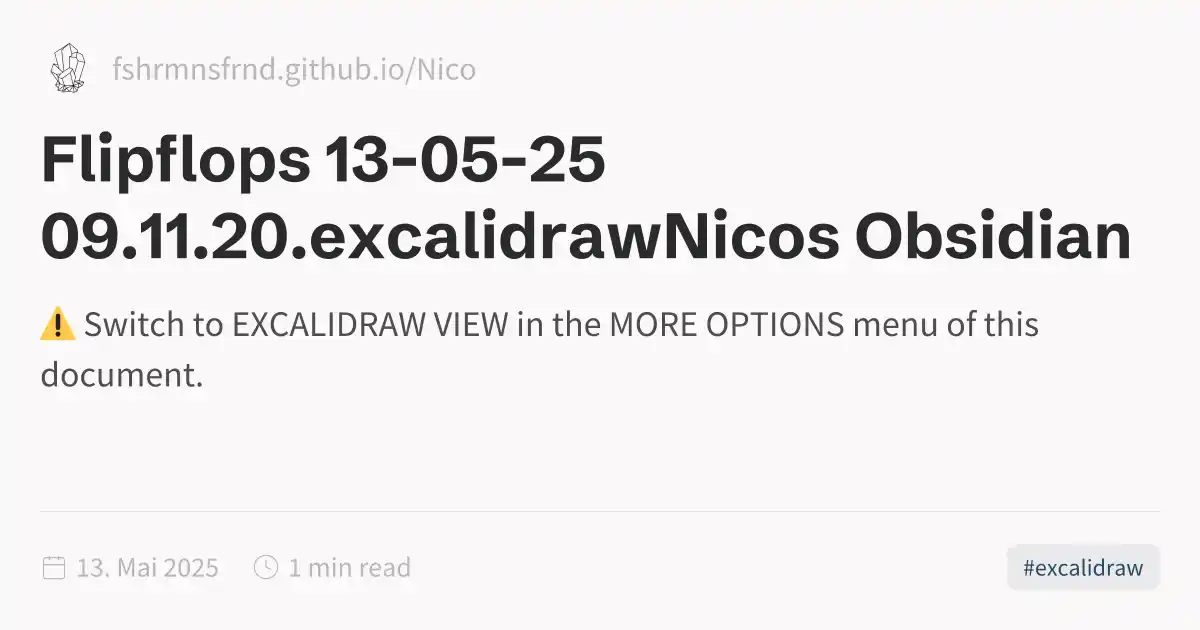 fshrmnsfrnd.github.io/Nico
Flipflops 13-05-25
09.11.20.excalidrawNicos Obsidian
⚠️ Switch to EXCALIDRAW VIEW in the MORE OPTIONS menu of this
document.
13. Mai 2025
1 min read
#excalidraw